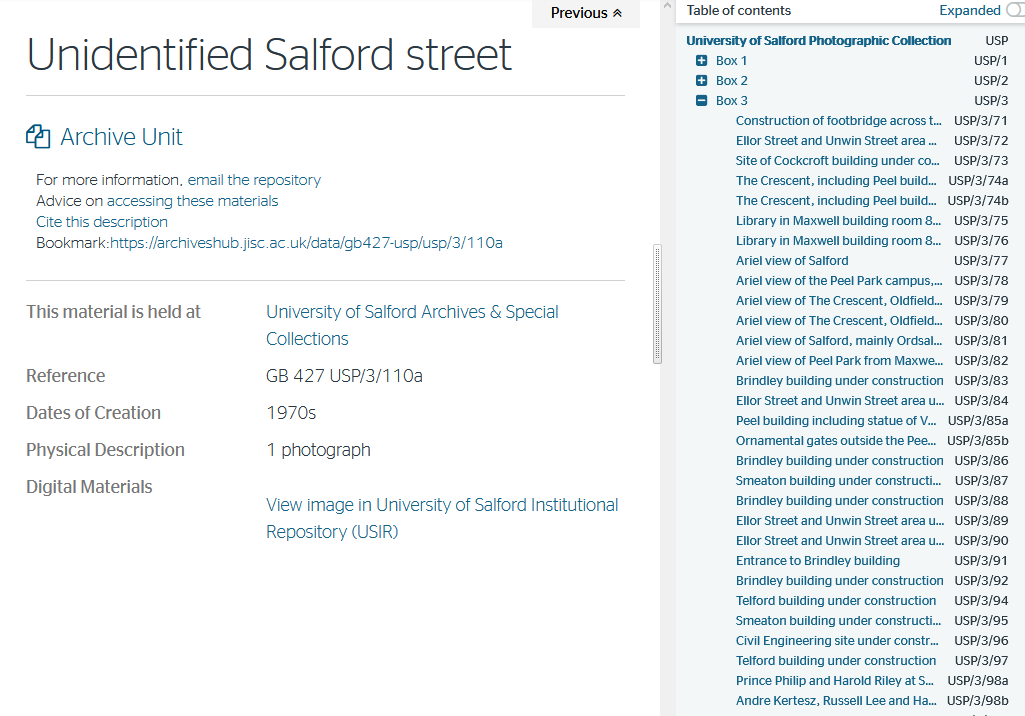 Previous
Unidentified Salford street
Archive Unit
For more information, email the repository
Advice on accessing these materials
Cite this description
Bookmark:https://archiveshub.jisc.ac.uk/data/gb427-usp/usp/3/110a
This material is held at University of Salford Archives & Special
Collections
Reference GB 427 USP/3/110a
Dates of Creation 1970s
Physical Description 1 photograph
Digital Materials
View image in University of Salford Institutional
Repository (USIR)
Table of contents Expanded
University of Salford Photographic Collection USP
Box 1 USP/1
Box 2 USP/2
Box 3 USP/3
Construction of footbridge across t... USP/3/71
Ellor Street and Unwin Street area ... USP/3/72
Site of Cockcroft building under co... USP/3/73
The Crescent, including Peel build... USP/3/74a
The Crescent, including Peel build... USP/3/74b
Library in Maxwell building room 8... USP/3/75
Library in Maxwell building room 8... USP/3/76
Ariel view of Salford USP/3/77
Ariel view of the Peel Park campus,... USP/3/78
Ariel view of The Crescent, Oldfield... USP/3/79
Ariel view of The Crescent, Oldfield... USP/3/80
Ariel view of Salford, mainly Ordsal... USP/3/81
Ariel view of Peel Park from Maxwe... USP/3/82
Brindley building under construction USP/3/83
Ellor Street and Unwin Street area u... USP/3/84
Peel building including statue of V... USP/3/85a
Ornamental gates outside the Pee... USP/3/85b
Brindley building under construction USP/3/86
Smeaton building under constructi... USP/3/87
Brindley building under construction USP/3/88
Ellor Street and Unwin Street area u... USP/3/89
Ellor Street and Unwin Street area u... USP/3/90
Entrance to Brindley building USP/3/91
Brindley building under construction USP/3/92
Telford building under construction USP/3/94
Smeaton building under constructi... USP/3/95
Civil Engineering site under constr... USP/3/96
Telford building under construction USP/3/97
Prince Philip and Harold Riley at S... USP/3/98a
Andre Kertesz, Russell Lee and Ha... USP/3/98b